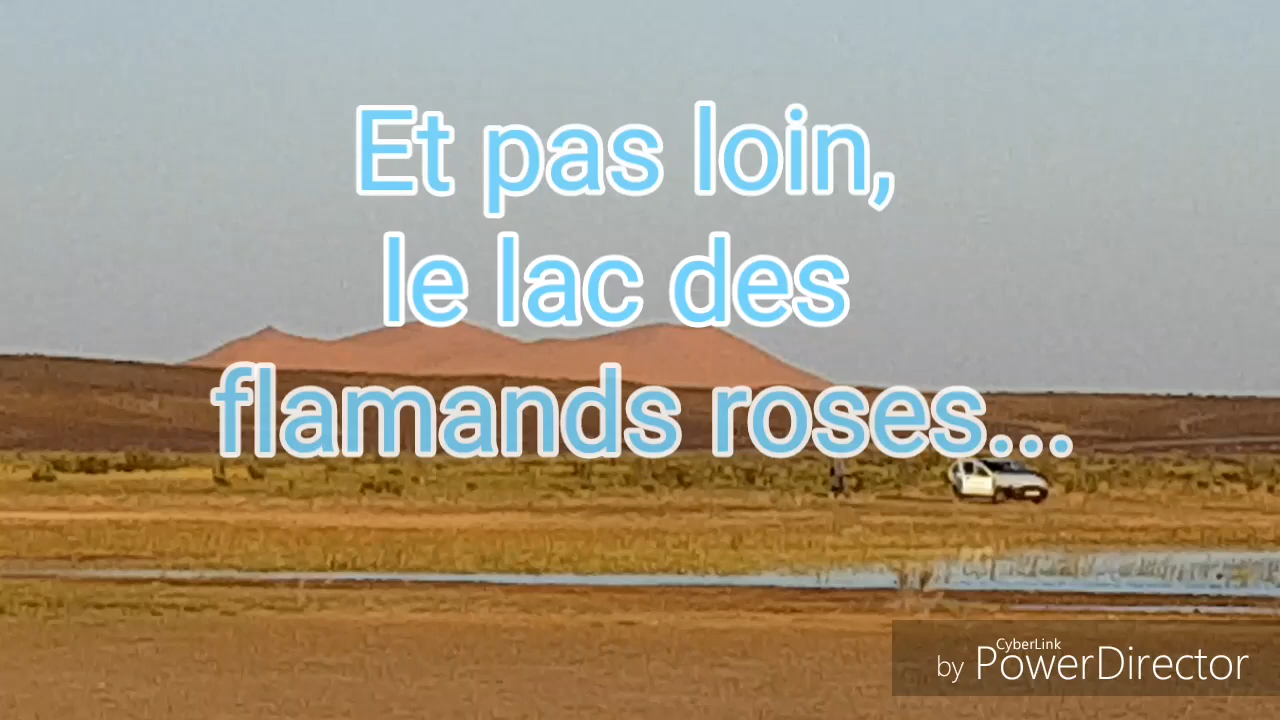 Et pas loin,
le lac des
flamands roses...
CyberLink
by PowerDirector